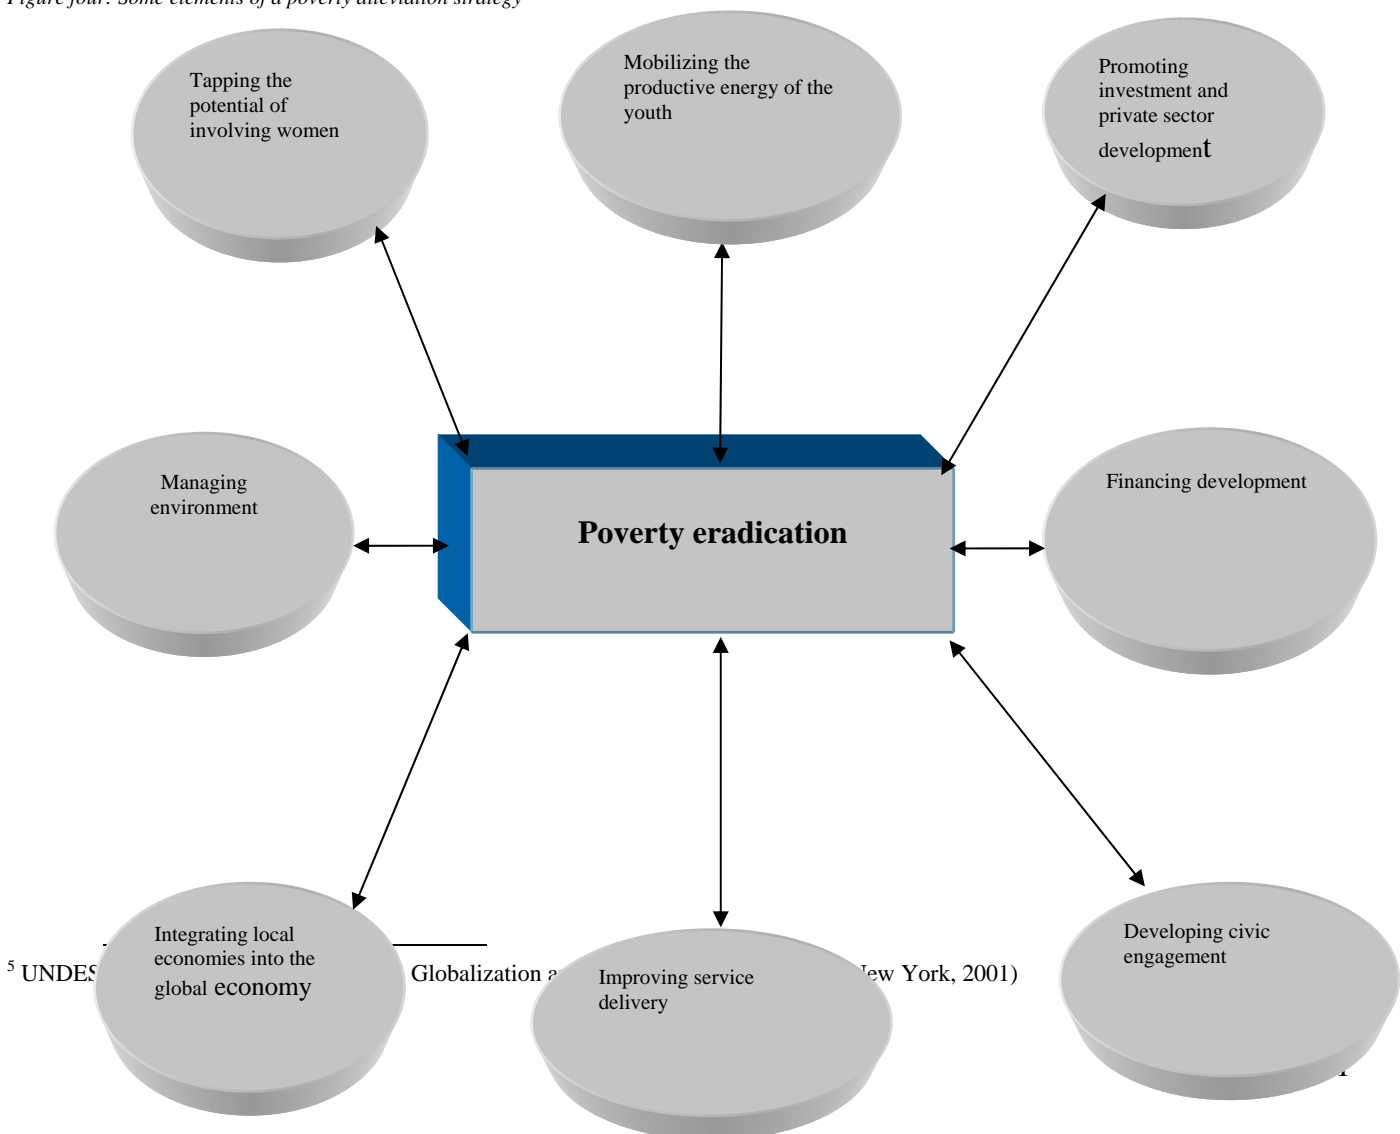 Figure four: Some elements of a poverty alleviation strategy
Tapping the
potential of
involving women
Mobilizing the
productive energy of the
youth
Promoting
investment and
private sector
development
Managing
environment
Poverty eradication
Financing development
Integrating local
economies into the
global economy
Improving service
delivery
Developing civic
engagement
5 UNDES Globalization a ew York, 2001)